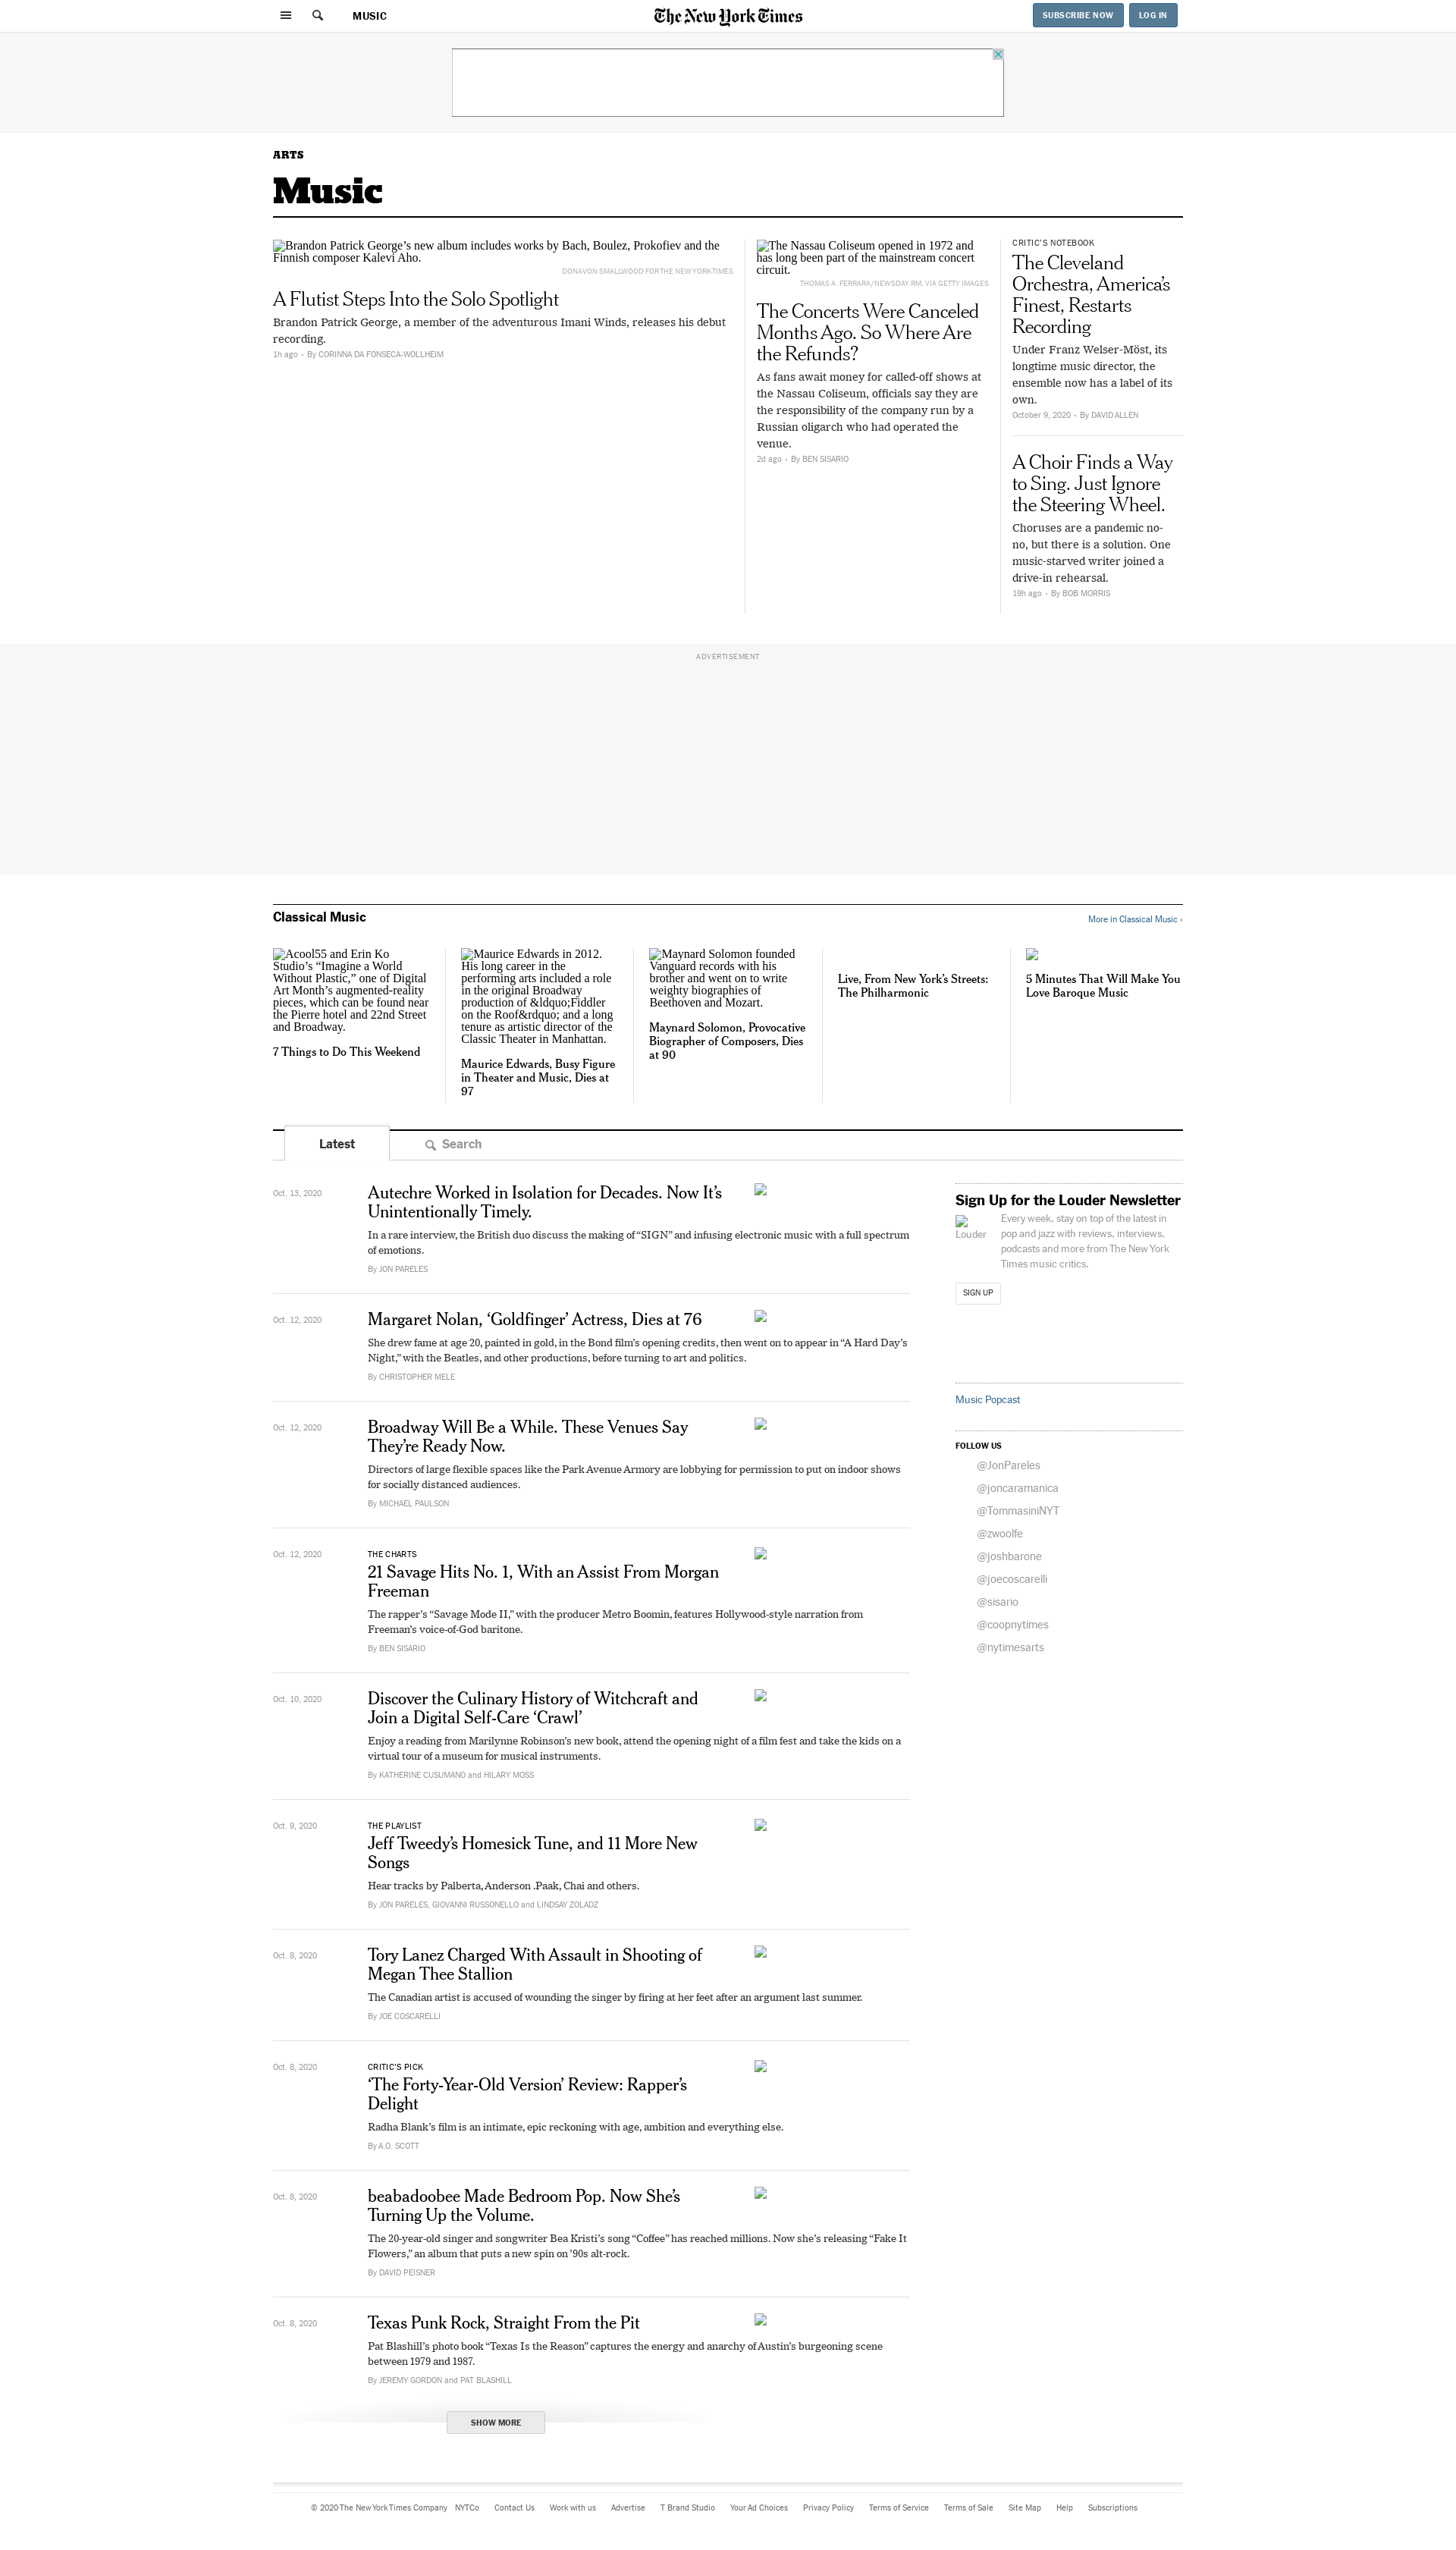 MUSIC
The New York Times
SUBSCRIBE NOW
LOG IN
ARTS
Music
Brandon Patrick George’s new album includes works by Bach, Boulez, Prokofiev and the
Finnish composer Kalevi Aho.
DONAVON SMALLWOOD FOR THE NEW YORK TIMES
A Flutist Steps Into the Solo Spotlight
Brandon Patrick George, a member of the adventurous Imani Winds, releases his debut
recording.
1h ago • By CORINNA DA FONSECA-WOLLHEIM
The Nassau Coliseum opened in 1972 and
has long been part of the mainstream concert
circuit.
THOMAS A. FERRARA/NEWSDAY RM, VIA GETTY IMAGES
The Concerts Were Canceled
Months Ago. So Where Are
the Refunds?
As fans await money for called-off shows at
the Nassau Coliseum, officials say they are
the responsibility of the company run by a
Russian oligarch who had operated the
venue.
2d ago • By BEN SISARIO
CRITIC’S NOTEBOOK
The Cleveland
Orchestra, America’s
Finest, Restarts
Recording
Under Franz Welser-Möst, its
longtime music director, the
ensemble now has a label of its
own.
October 9, 2020 • By DAVID ALLEN
A Choir Finds a Way
to Sing. Just Ignore
the Steering Wheel.
Choruses are a pandemic no-
no, but there is a solution. One
music-starved writer joined a
drive-in rehearsal.
19h ago • By BOB MORRIS
ADVERTISEMENT
Classical Music
More in Classical Music ›
Acool55 and Erin Ko
Studio’s “Imagine a World
Without Plastic,” one of Digital
Art Month’s augmented-reality
pieces, which can be found near
the Pierre hotel and 22nd Street
and Broadway.
7 Things to Do This Weekend
Maurice Edwards in 2012.
His long career in the
performing arts included a role
in the original Broadway
production of &ldquo;Fiddler
on the Roof&rdquo; and a long
tenure as artistic director of the
Classic Theater in Manhattan.
Maurice Edwards, Busy Figure
in Theater and Music, Dies at
97
Maynard Solomon founded
Vanguard records with his
brother and went on to write
weighty biographies of
Beethoven and Mozart.
Maynard Solomon, Provocative
Biographer of Composers, Dies
at 90
Live, From New York’s Streets:
The Philharmonic
5 Minutes That Will Make You
Love Baroque Music
Latest
Search
Oct. 13, 2020
Autechre Worked in Isolation for Decades. Now It’s
Unintentionally Timely.
In a rare interview, the British duo discuss the making of “SIGN” and infusing electronic music with a full spectrum
of emotions.
By JON PARELES
Oct. 12, 2020
Margaret Nolan, ‘Goldfinger’ Actress, Dies at 76
She drew fame at age 20, painted in gold, in the Bond film’s opening credits, then went on to appear in “A Hard Day’s
Night,” with the Beatles, and other productions, before turning to art and politics.
By CHRISTOPHER MELE
Oct. 12, 2020
Broadway Will Be a While. These Venues Say
They’re Ready Now.
Directors of large flexible spaces like the Park Avenue Armory are lobbying for permission to put on indoor shows
for socially distanced audiences.
By MICHAEL PAULSON
Oct. 12, 2020
THE CHARTS
21 Savage Hits No. 1, With an Assist From Morgan
Freeman
The rapper’s “Savage Mode II,” with the producer Metro Boomin, features Hollywood-style narration from
Freeman’s voice-of-God baritone.
By BEN SISARIO
Oct. 10, 2020
Discover the Culinary History of Witchcraft and
Join a Digital Self-Care ‘Crawl’
Enjoy a reading from Marilynne Robinson’s new book, attend the opening night of a film fest and take the kids on a
virtual tour of a museum for musical instruments.
By KATHERINE CUSUMANO and HILARY MOSS
Oct. 9, 2020
THE PLAYLIST
Jeff Tweedy’s Homesick Tune, and 11 More New
Songs
Hear tracks by Palberta, Anderson .Paak, Chai and others.
By JON PARELES, GIOVANNI RUSSONELLO and LINDSAY ZOLADZ
Oct. 8, 2020
Tory Lanez Charged With Assault in Shooting of
Megan Thee Stallion
The Canadian artist is accused of wounding the singer by firing at her feet after an argument last summer.
By JOE COSCARELLI
Oct. 8, 2020
CRITIC’S PICK
‘The Forty-Year-Old Version’ Review: Rapper’s
Delight
Radha Blank’s film is an intimate, epic reckoning with age, ambition and everything else.
By A.O. SCOTT
Oct. 8, 2020
beabadoobee Made Bedroom Pop. Now She’s
Turning Up the Volume.
The 20-year-old singer and songwriter Bea Kristi’s song “Coffee” has reached millions. Now she’s releasing “Fake It
Flowers,” an album that puts a new spin on ’90s alt-rock.
By DAVID PEISNER
Oct. 8, 2020
Texas Punk Rock, Straight From the Pit
Pat Blashill’s photo book “Texas Is the Reason” captures the energy and anarchy of Austin’s burgeoning scene
between 1979 and 1987.
By JEREMY GORDON and PAT BLASHILL
SHOW MORE
Sign Up for the Louder Newsletter
Louder
Every week, stay on top of the latest in
pop and jazz with reviews, interviews,
podcasts and more from The New York
Times music critics.
SIGN UP
Music Popcast
FOLLOW US
@JonPareles
@joncaramanica
@TommasiniNYT
@zwoolfe
@joshbarone
@joecoscarelli
@sisario
@coopnytimes
@nytimesarts
© 2020 The New York Times Company NYTCo Contact Us Work with us Advertise T Brand Studio Your Ad Choices Privacy Policy Terms of Service Terms of Sale Site Map Help Subscriptions